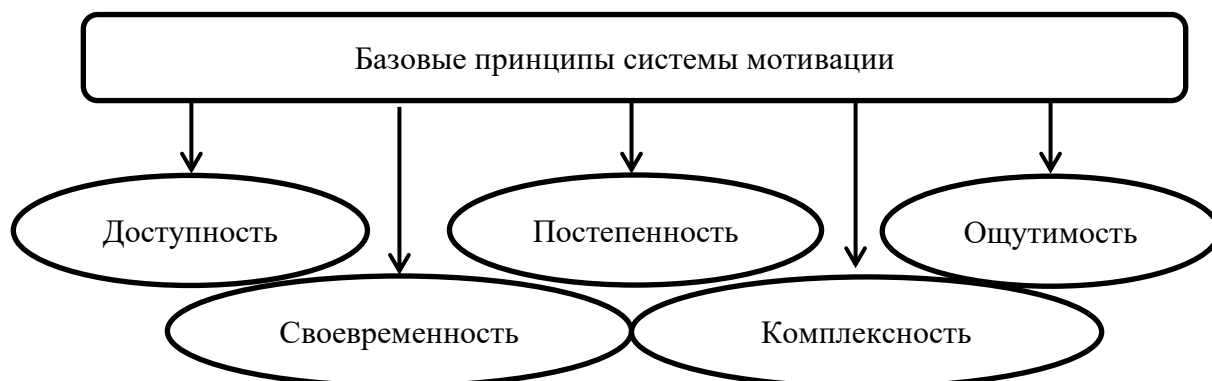 Базовые принципы системы мотивации
Доступность
Постепенность
Ощутимость
Своевременность
Комплексность